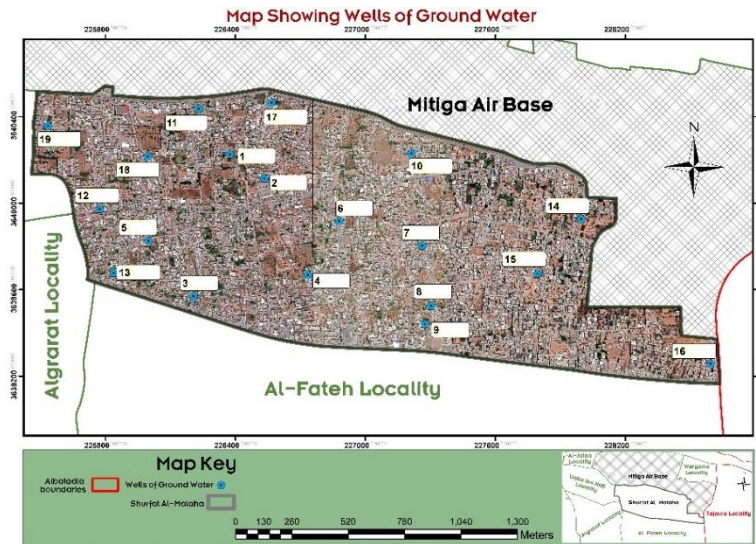 Map Showing Wells of Ground Water
225800
226400
227000
227600
228200
3640400
3640000
3639600
3639200
Mitiga Air Base
N
11
17
19
18
1
10
2
12
6
14
5
7
13
3
4
15
8
9
16
Algrarat Locality
Al-Fateh Locality
Map Key
Albaladia boundaries
Wells of Ground Water
Shurfat Al-Malaha
0 130 260 520 780 1,040 1,300
Meters
Locality
Mitiga Air Base
Locality
Shurfat Al-Malaha
Tajoura Locality
Algrarat Locality
Al-Fateh Locality